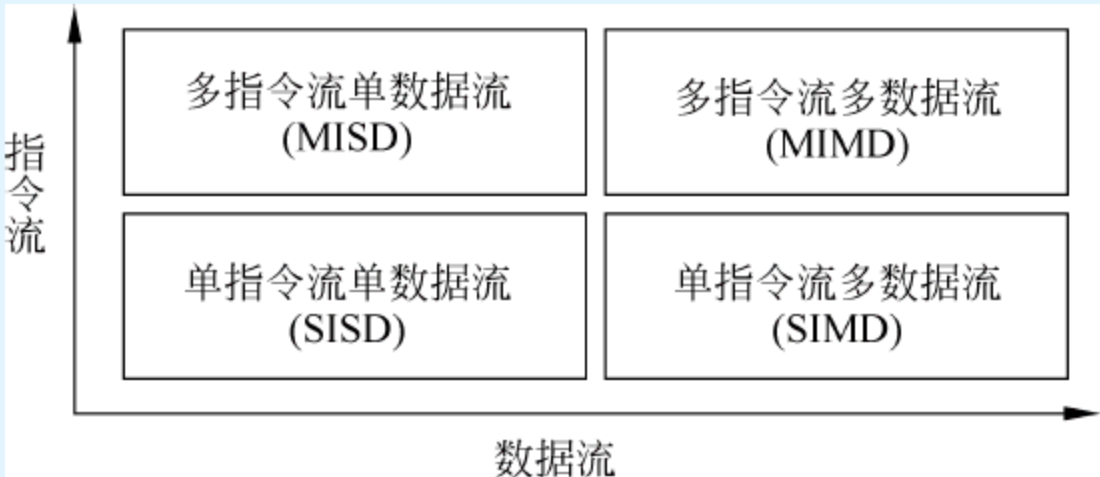 多指令流单数据流
(MISD)
多指令流多数据流
(MIMD)
指令流
单指令流单数据流
(SISD)
单指令流多数据流
(SIMD)
数据流